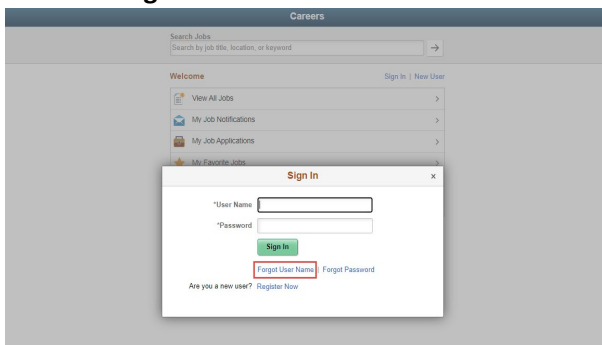 Careers
Search Jobs
Search by job title, location, or keyword
Welcome Sign In | New User
View All Jobs
My Job Notifications
My Job Applications
My Favorite Jobs
Sign In x
*User Name
*Password
Sign In
Forgot User Name | Forgot Password
Are you a new user? Register Now